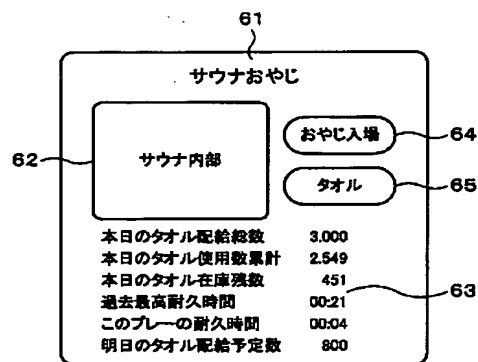 61
サウナおやじ
62
サウナ内部
おやじ入場
64
タオル
65
本日のタオル配給総数 3.000
本日のタオル使用数累計 2.549
本日のタオル在庫残数 451
過去最高耐久時間 00:21
63
このプレーの耐久時間 00:04
明日のタオル配給予定数 800